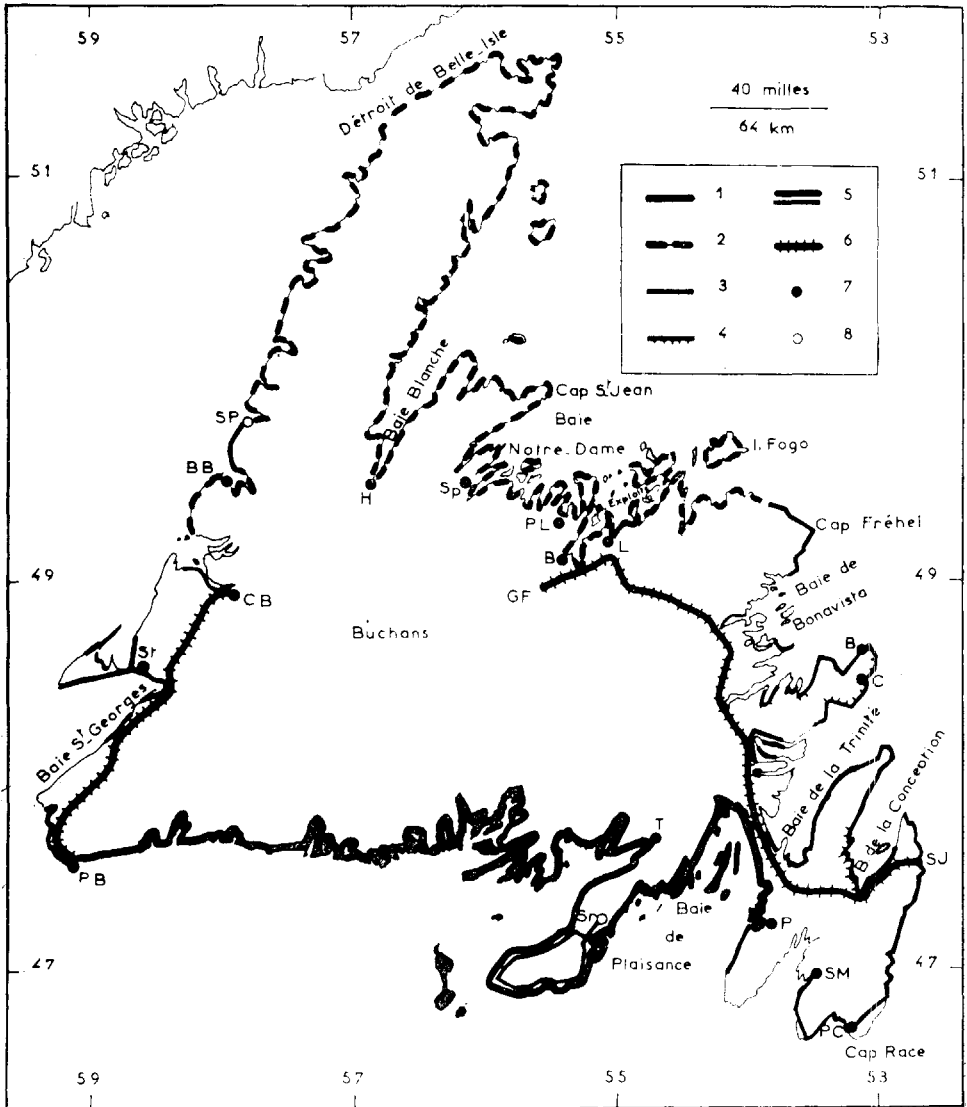 59 57 55 53
Détroit de Belle-Isle
40 milles
64 km
51 51
1 5
2 6
3 7
4 8
Baie Blanche
Cap St Jean
Baie
Notre-Dame
I. Fogo
SP
BB
H
Sp
Exploits
PL
Cap Fréhel
B
L
49 49
GF
CB
Baie de
Bonavista
Buchans
B
C
St
Baie St Georges
Baie de la Trinité
B de la Conception
T
SJ
PB
Baie
de
Plaisance
P
47 47
SM
PC
Cap Race
59 57 55 53